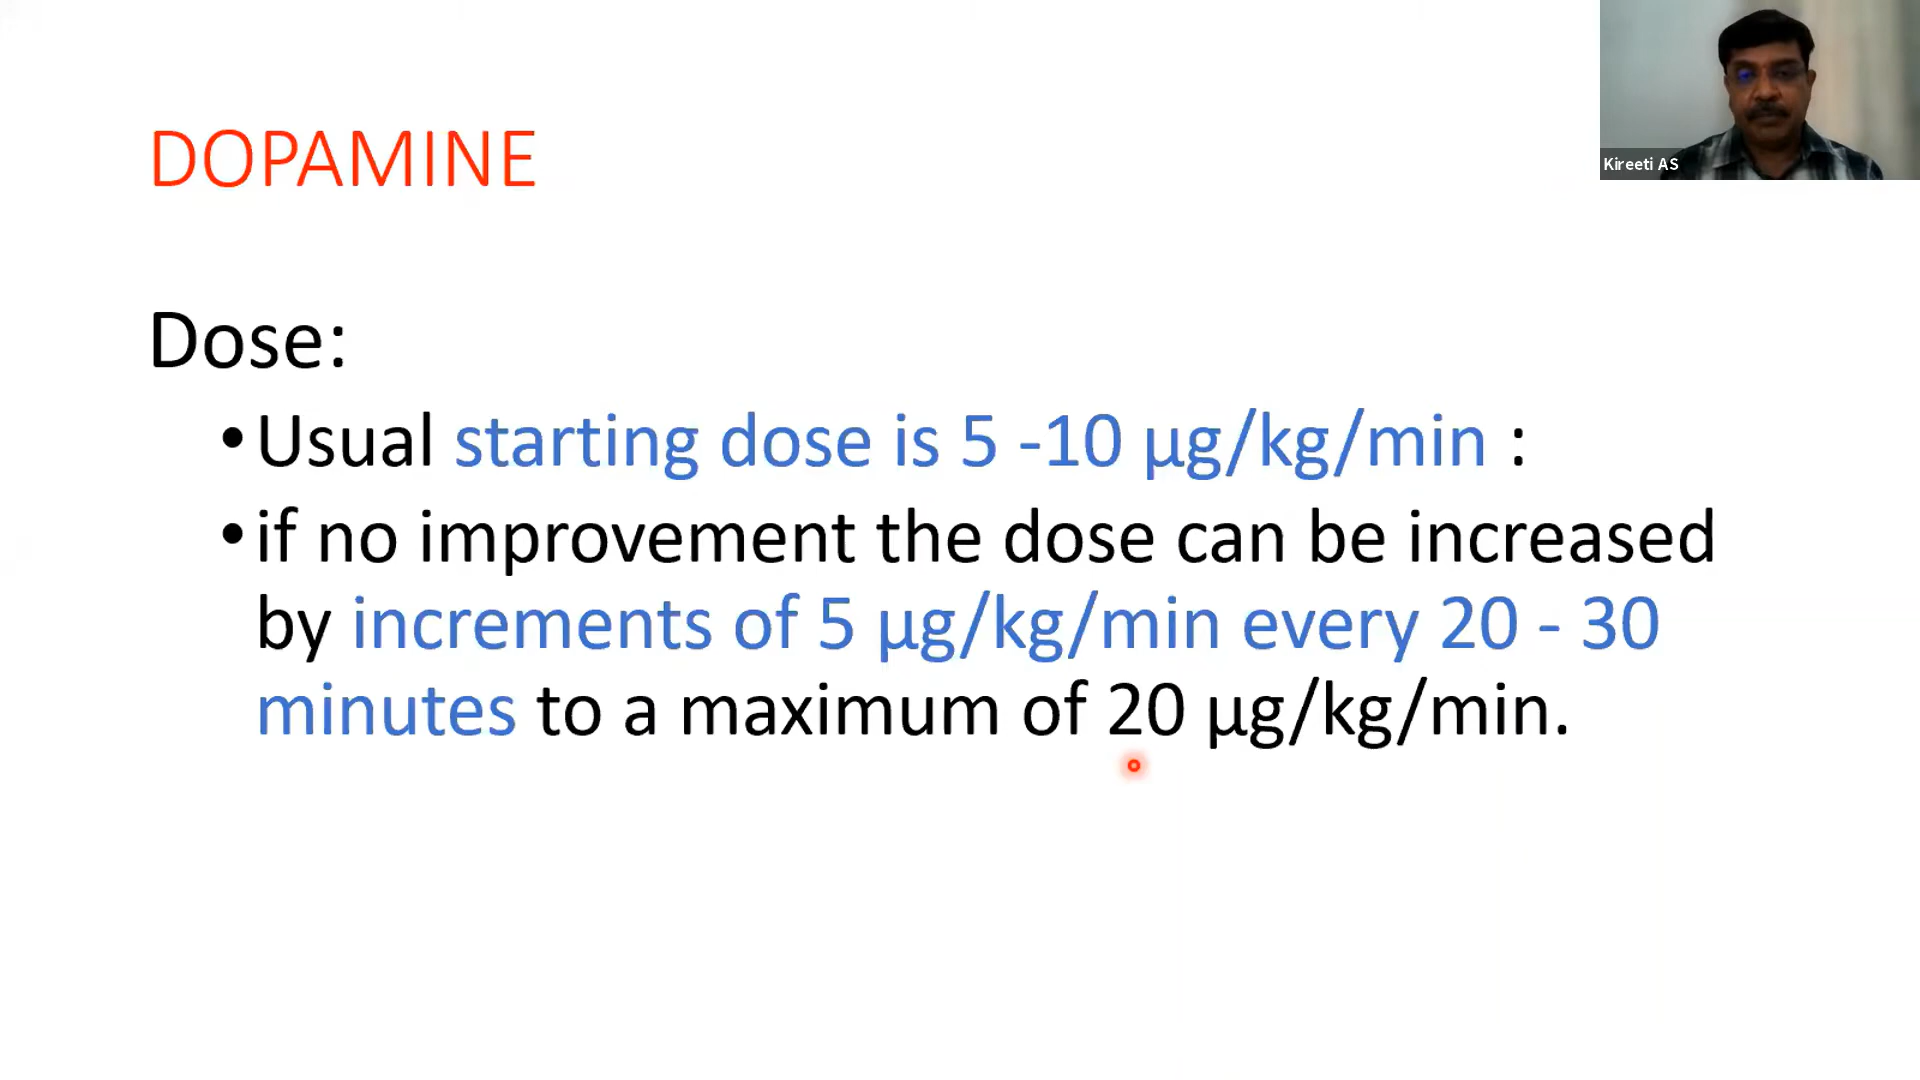 Kireeti AS
DOPAMINE
Dose:
•Usual starting dose is 5 -10 µg/kg/min :
•if no improvement the dose can be increased
by increments of 5 µg/kg/min every 20 - 30
minutes to a maximum of 20 µg/kg/min.